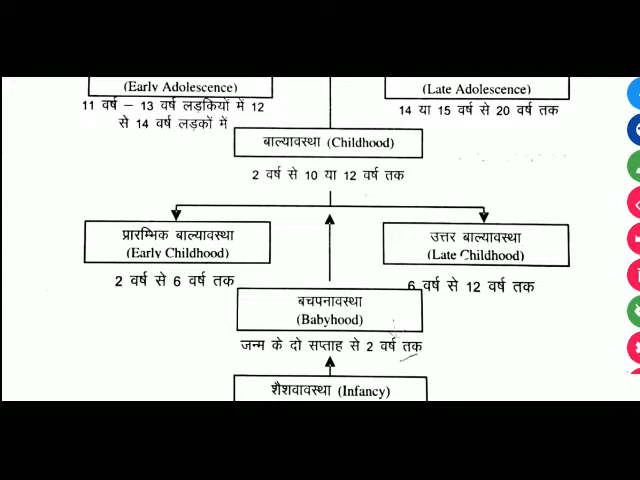 (Early Adolescence)
(Late Adolescence)
11 वर्ष – 13 वर्ष लड़कियों में 12
से 14 वर्ष लड़कों में
14 या 15 वर्ष से 20 वर्ष तक
बाल्यावस्था (Childhood)
2 वर्ष से 10 या 12 वर्ष तक
प्रारम्भिक बाल्यावस्था
(Early Childhood)
उत्तर बाल्यावस्था
(Late Childhood)
2 वर्ष से 6 वर्ष तक
6 वर्ष से 12 वर्ष तक
बचपनावस्था
(Babyhood)
जन्म के दो सप्ताह से 2 वर्ष तक
शैशवावस्था (Infancy)